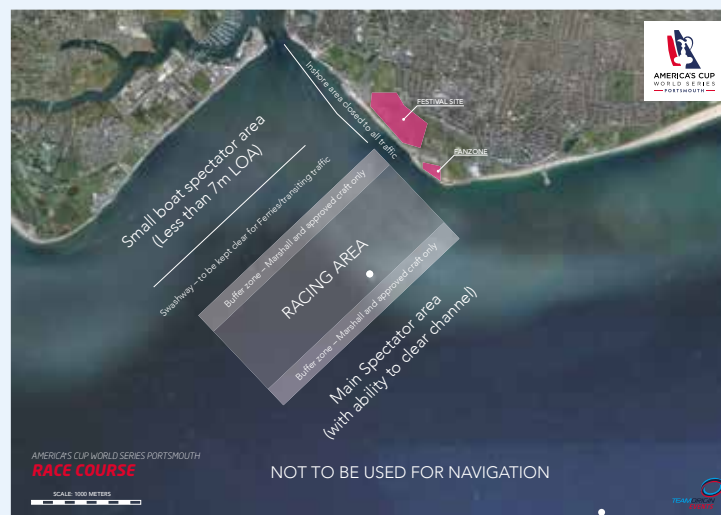 AMERICA'S CUP
WORLD SERIES
PORTSMOUTH
Inshore area closed to all traffic
FESTIVAL SITE
FANZONE
Small boat spectator area
(Less than 7m LOA)
Swashway – to be kept clear for Ferries/transiting traffic
Buffer zone – Marshall and approved craft only
RACING AREA
Buffer zone – Marshall and approved craft only
Main Spectator area
(with ability to clear channel)
AMERICA'S CUP WORLD SERIES PORTSMOUTH
RACE COURSE
NOT TO BE USED FOR NAVIGATION
SCALE: 1000 METERS
TEAMORIGIN